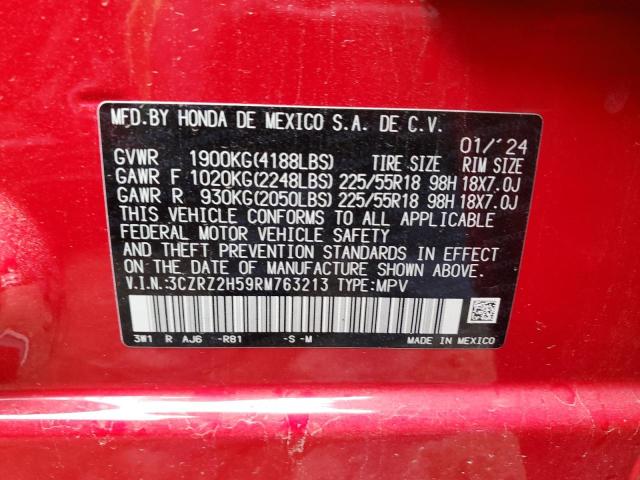 MFD.BY HONDA DE MEXICO S.A. DE C.V.
01/'24
GVWR 1900KG(4188LBS) TIRE SIZE RIM SIZE
GAWR F 1020KG(2248LBS) 225/55R18 98H 18X7.0J
GAWR R 930KG(2050LBS) 225/55R18 98H 18X7.0J
THIS VEHICLE CONFORMS TO ALL APPLICABLE
FEDERAL MOTOR VEHICLE SAFETY
AND THEFT PREVENTION STANDARDS IN EFFECT
ON THE DATE OF MANUFACTURE SHOWN ABOVE.
V.I.N.:3CZRZ2H59RM763213 TYPE:MPV
3W1 R AJ6 -R81 -S -M MADE IN MEXICO